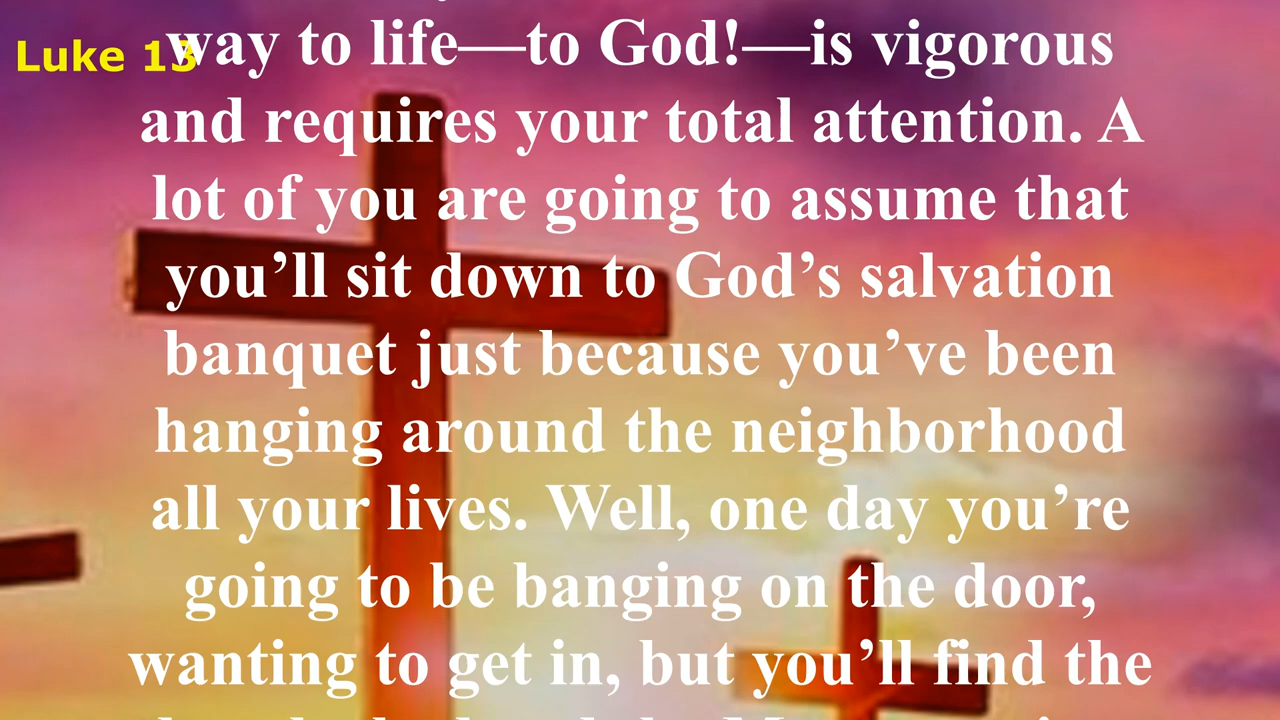 Luke 13
way to life—to God!—is vigorous
and requires your total attention. A
lot of you are going to assume that
you’ll sit down to God’s salvation
banquet just because you’ve been
hanging around the neighborhood
all your lives. Well, one day you’re
going to be banging on the door,
wanting to get in, but you’ll find the